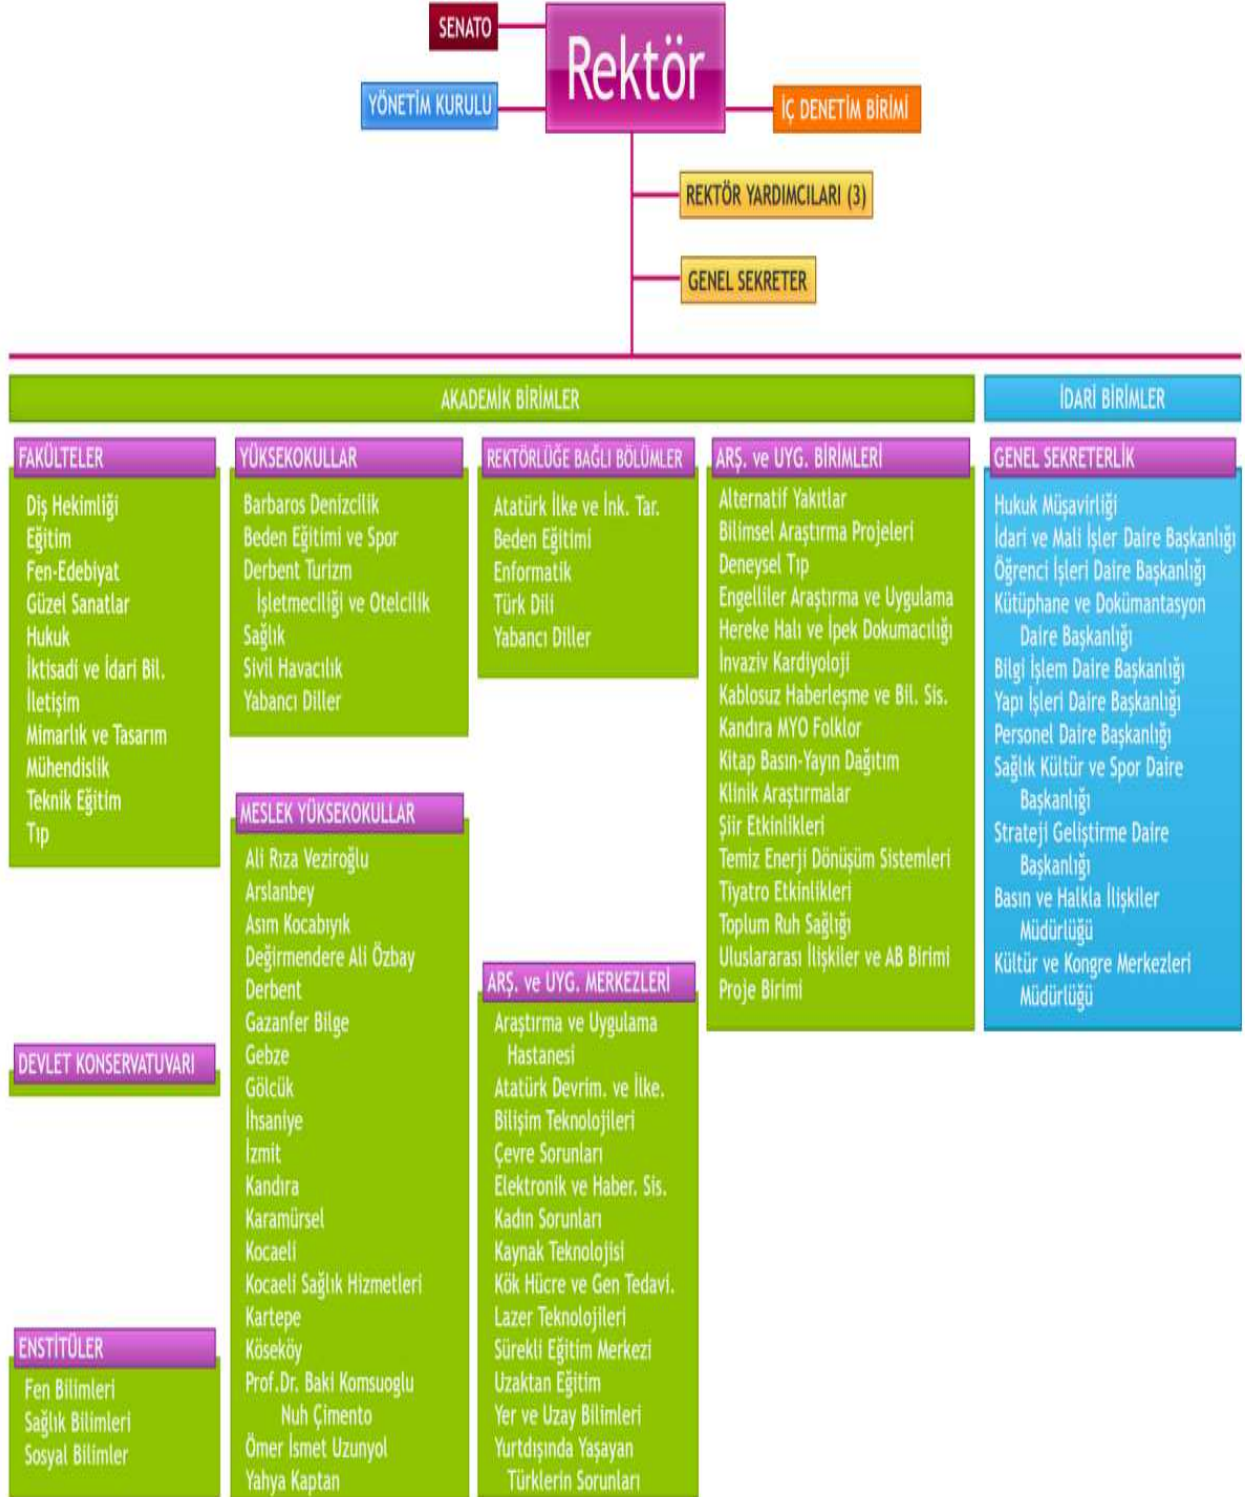 SENATO
Rektör
YÖNETİM KURULU
İÇ DENETİM BİRİMİ
REKTÖR YARDIMCILARI (3)
GENEL SEKRETER
AKADEMİK BİRİMLER
İDARİ BİRİMLER
FAKÜLTELER
Diş Hekimliği
Eğitim
Fen-Edebiyat
Güzel Sanatlar
Hukuk
İktisadi ve İdari Bil.
İletişim
Mimarlık ve Tasarım
Mühendislik
Teknik Eğitim
Tıp
DEVLET KONSERVATUVARI
ENSTİTÜLER
Fen Bilimleri
Sağlık Bilimleri
Sosyal Bilimler
YÜKSEKOKULLAR
Barbaros Denizcilik
Beden Eğitimi ve Spor
Derbent Turizm
İşletmeciliği ve Otelcilik
Sağlık
Sivil Havacılık
Yabancı Diller
MESLEK YÜKSEKOKULLAR
Ali Rıza Veziroğlu
Arslanbey
Asım Kocabıyık
Değirmendere Ali Özbay
Derbent
Gazanfer Bilge
Gebze
Gölcük
İhsaniye
İzmit
Kandıra
Karamürsel
Kocaeli
Kocaeli Sağlık Hizmetleri
Kartepe
Köseköy
Prof.Dr. Baki Komsuoglu
Nuh Çimento
Ömer İsmet Uzunyol
Yahya Kaptan
REKTÖRLÜĞE BAĞLI BÖLÜMLER
Atatürk İlke ve İnk. Tar.
Beden Eğitimi
Enformatik
Türk Dili
Yabancı Diller
ARŞ. ve UYG. MERKEZLERİ
Araştırma ve Uygulama
Hastanesi
Atatürk Devrim. ve İlke.
Bilişim Teknolojileri
Çevre Sorunları
Elektronik ve Haber. Sis.
Kadın Sorunları
Kaynak Teknolojisi
Kök Hücre ve Gen Tedavi.
Lazer Teknolojileri
Sürekli Eğitim Merkezi
Uzaktan Eğitim
Yer ve Uzay Bilimleri
Yurtdışında Yaşayan
Türklerin Sorunları
ARŞ. ve UYG. BİRİMLERİ
Alternatif Yakıtlar
Bilimsel Araştırma Projeleri
Deneysel Tıp
Engelliler Araştırma ve Uygulama
Hereke Halı ve İpek Dokumacılığı
İnvaziv Kardiyoloji
Kablosuz Haberleşme ve Bil. Sis.
Kandıra MYO Folklor
Kitap Basın-Yayın Dağıtım
Klinik Araştırmalar
Şiir Etkinlikleri
Temiz Enerji Dönüşüm Sistemleri
Tiyatro Etkinlikleri
Toplum Ruh Sağlığı
Uluslararası İlişkiler ve AB Birimi
Proje Birimi
GENEL SEKRETERLİK
Hukuk Müşavirliği
İdari ve Mali İşler Daire Başkanlığı
Öğrenci İşleri Daire Başkanlığı
Kütüphane ve Dokümantasyon
Daire Başkanlığı
Bilgi İşlem Daire Başkanlığı
Yapı İşleri Daire Başkanlığı
Personel Daire Başkanlığı
Sağlık Kültür ve Spor Daire
Başkanlığı
Strateji Geliştirme Daire
Başkanlığı
Basın ve Halkla İlişkiler
Müdürlüğü
Kültür ve Kongre Merkezleri
Müdürlüğü